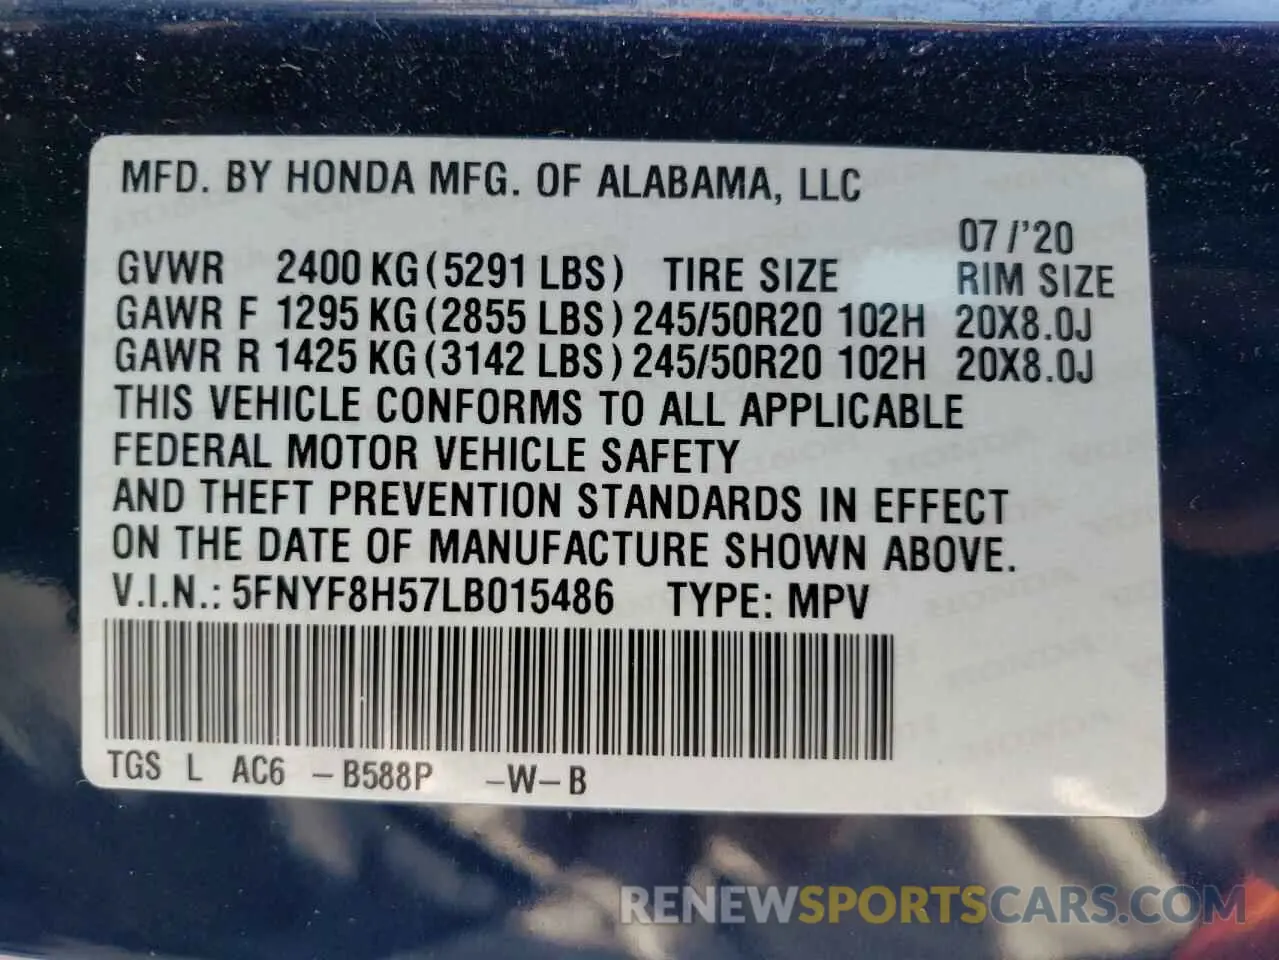 MFD. BY HONDA MFG. OF ALABAMA, LLC
07/'20
GVWR 2400 KG (5291 LBS) TIRE SIZE RIM SIZE
GAWR F 1295 KG (2855 LBS) 245/50R20 102H 20X8.0J
GAWR R 1425 KG (3142 LBS) 245/50R20 102H 20X8.0J
THIS VEHICLE CONFORMS TO ALL APPLICABLE
FEDERAL MOTOR VEHICLE SAFETY
AND THEFT PREVENTION STANDARDS IN EFFECT
ON THE DATE OF MANUFACTURE SHOWN ABOVE.
V.I.N.: 5FNYF8H57LB015486 TYPE: MPV
TGS L AC6 -B588P -W-B
RENEWSPORTSCARS.COM